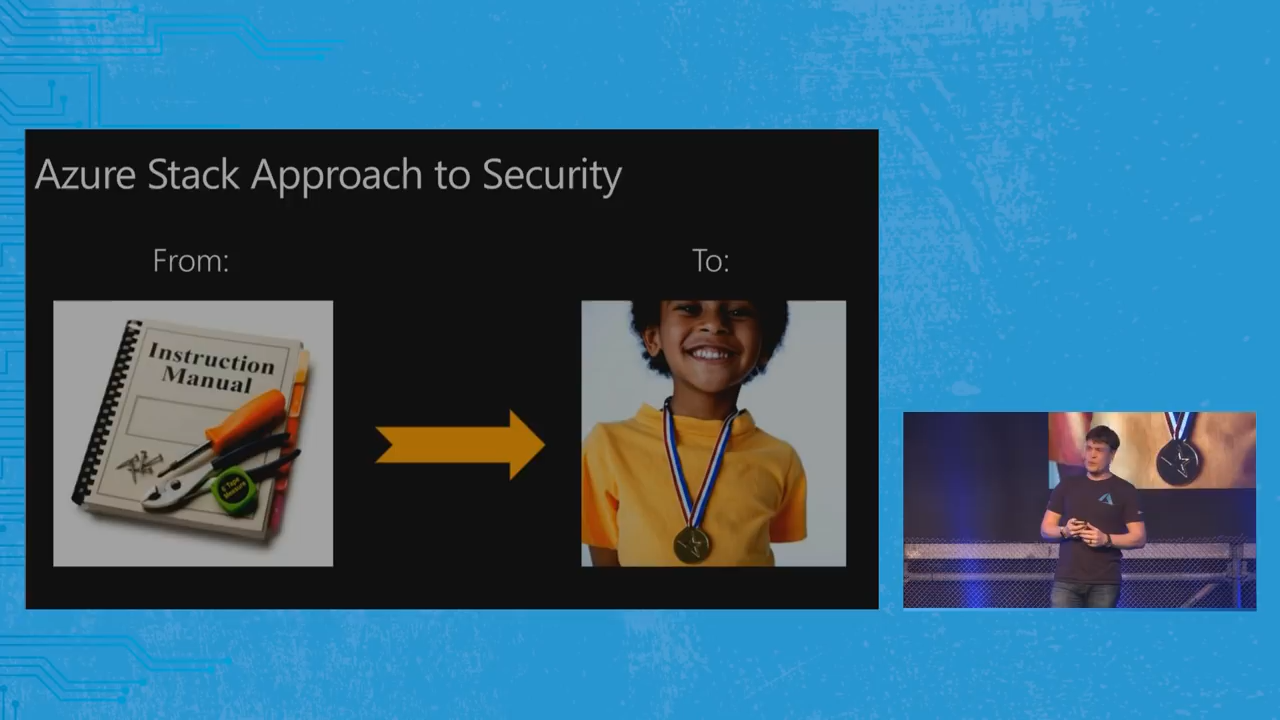 Azure Stack Approach to Security
From:
To:
Instruction
Manual